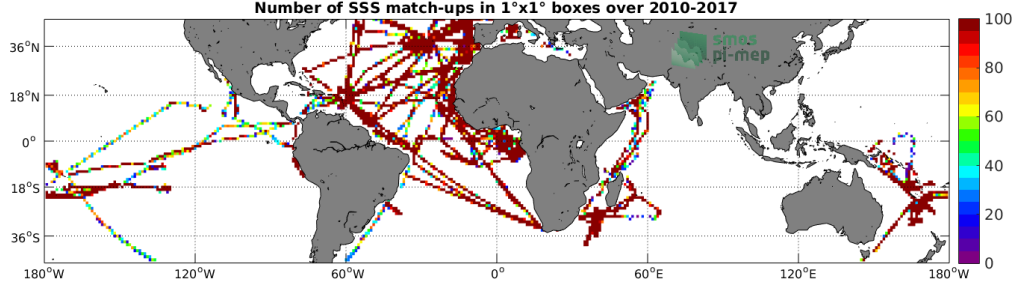 Number of SSS match-ups in 1°x1° boxes over 2010-2017
smos
pi-mep
36°N
18°N
0°
18°S
36°S
180°W
120°W
60°W
0°
60°E
120°E
180°W
100
80
60
40
20
0